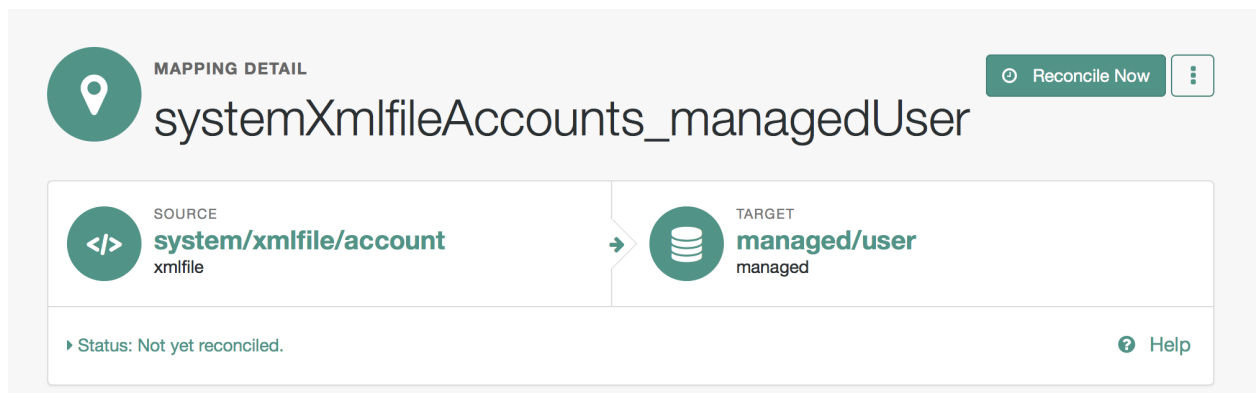 MAPPING DETAIL
systemXmlfileAccounts_managedUser
Reconcile Now
SOURCE
system/xmlfile/account
xmlfile
TARGET
managed/user
managed
Status: Not yet reconciled.
Help